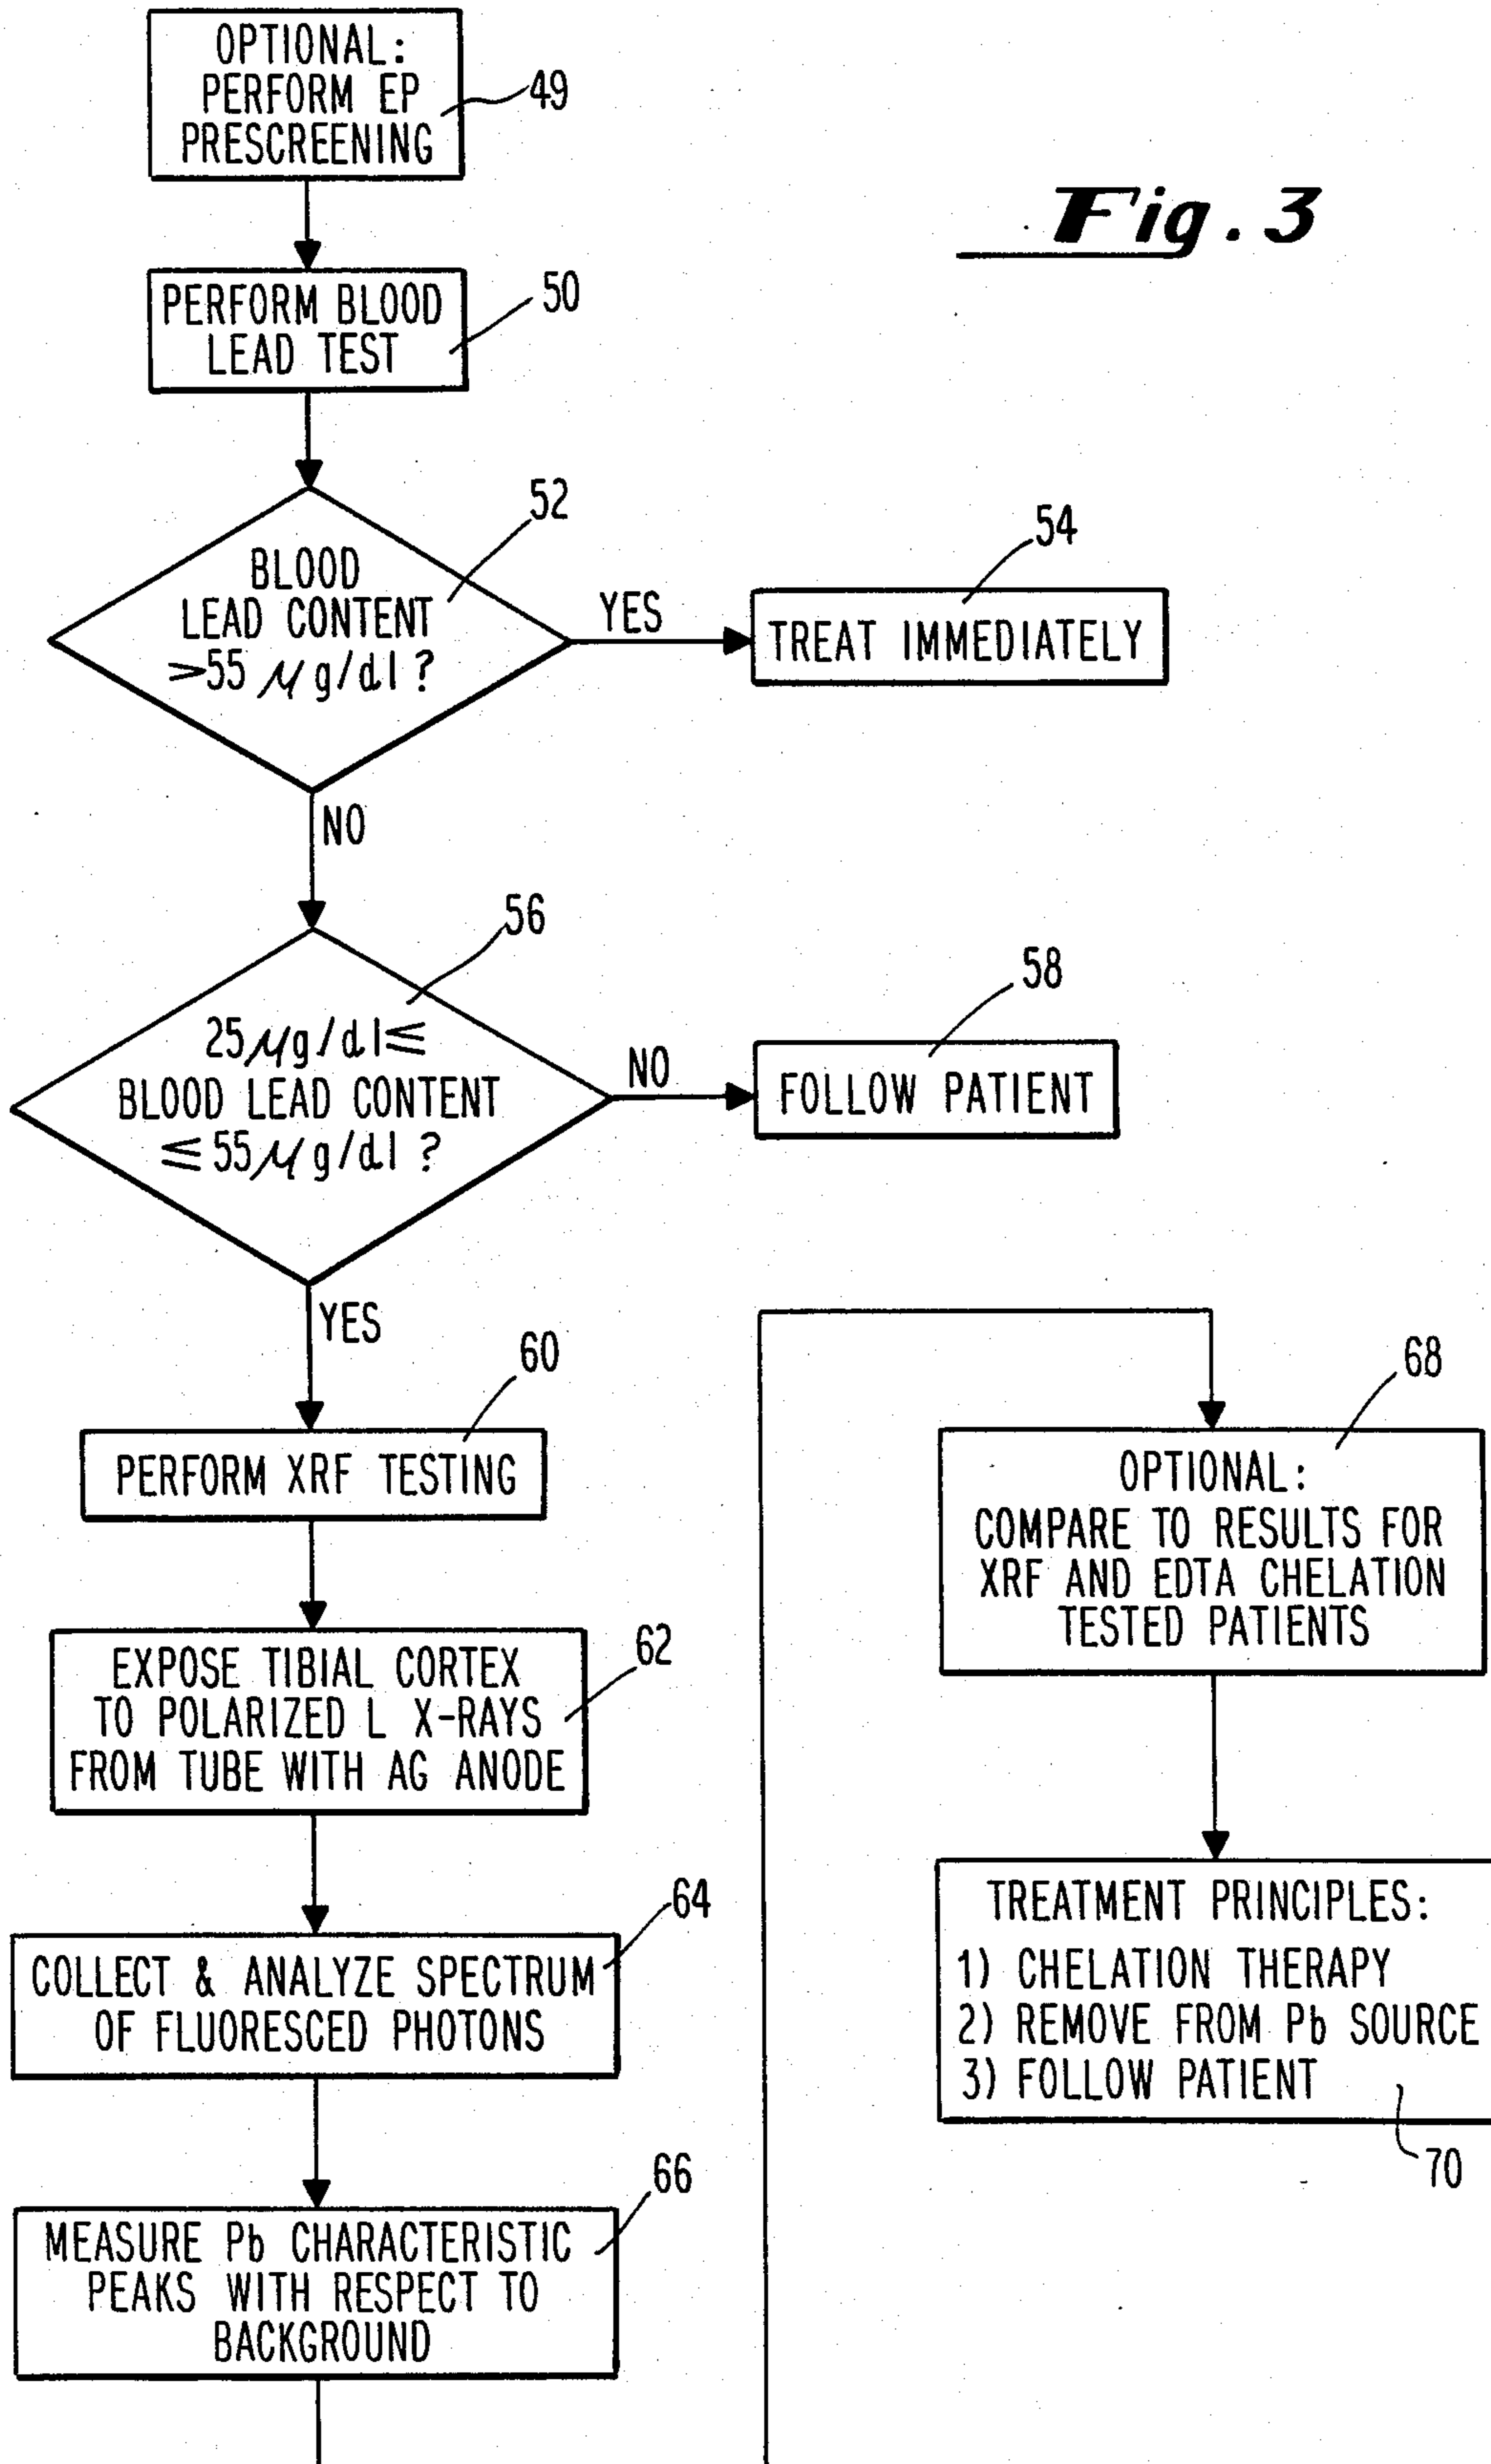 OPTIONAL:
PERFORM EP
PRESCREENING
49
Fig. 3
PERFORM BLOOD
LEAD TEST
50
BLOOD
LEAD CONTENT
>55 μg/dl ?
52
YES
54
TREAT IMMEDIATELY
NO
56
25μg/dl≤
BLOOD LEAD CONTENT
≤55μg/dl ?
NO
58
FOLLOW PATIENT
YES
60
PERFORM XRF TESTING
62
EXPOSE TIBIAL CORTEX
TO POLARIZED L X-RAYS
FROM TUBE WITH AG ANODE
64
COLLECT & ANALYZE SPECTRUM
OF FLUORESCED PHOTONS
66
MEASURE Pb CHARACTERISTIC
PEAKS WITH RESPECT TO
BACKGROUND
68
OPTIONAL:
COMPARE TO RESULTS FOR
XRF AND EDTA CHELATION
TESTED PATIENTS
TREATMENT PRINCIPLES:
1) CHELATION THERAPY
2) REMOVE FROM Pb SOURCE
3) FOLLOW PATIENT
70